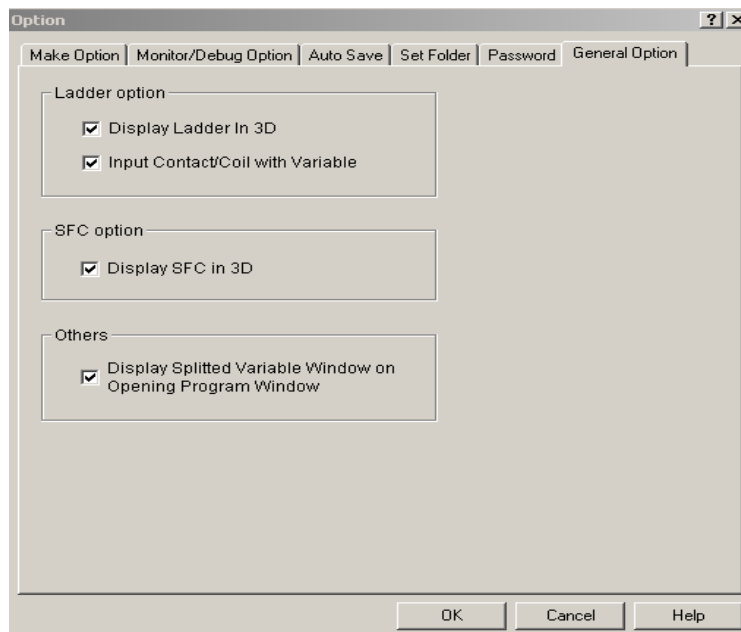 Option
Make Option Monitor/Debug Option Auto Save Set Folder Password General Option
Ladder option
Display Ladder In 3D
Input Contact/Coil with Variable
SFC option
Display SFC in 3D
Others
Display Splitted Variable Window on
Opening Program Window
OK Cancel Help